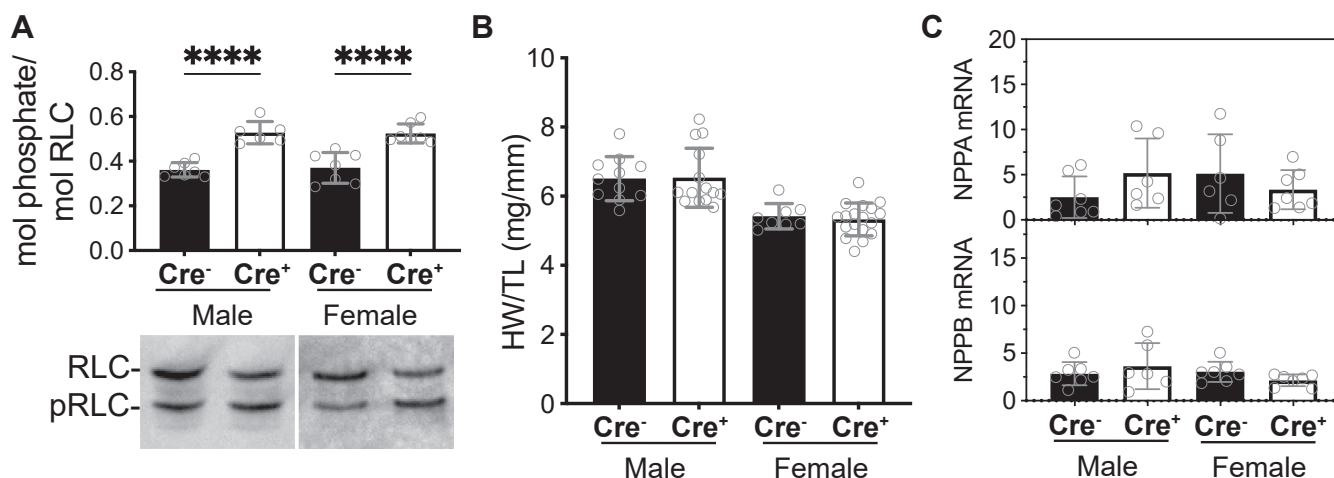 A
mol phosphate/
mol RLC
0.8
0.6
0.4
0.2
0.0
****
****
Cre⁻ Cre⁺ Cre⁻ Cre⁺
Male Female
RLC-
pRLC-
B
HW/TL (mg/mm)
10
8
6
4
2
0
Cre⁻ Cre⁺ Cre⁻ Cre⁺
Male Female
C
NPPA mRNA
20
15
10
5
0
NPPB mRNA
15
10
5
0
Cre⁻ Cre⁺ Cre⁻ Cre⁺
Male Female